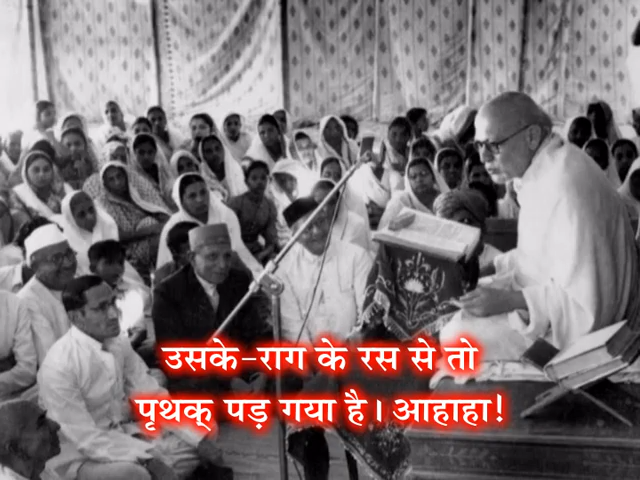 उसके-राग के रस से तो
पृथक् पड़ गया है। आहाहा!